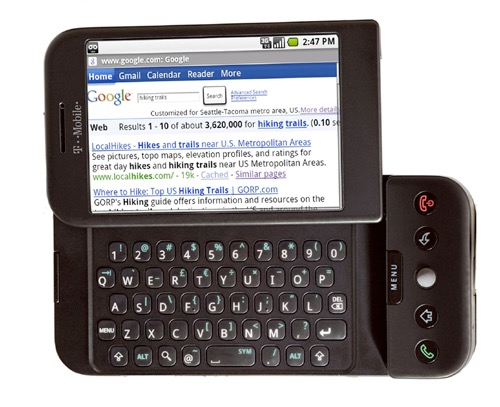 3G 2:47 PM
www.google.com: Google
Home Gmail Calendar Reader More
Google hiking trails Search Advanced Search
Preferences
Customized for Seattle-Tacoma metro area, US. More detail
Web Results 1 - 10 of about 3,620,000 for hiking trails. (0.10 se
LocalHikes - Hikes and trails near U.S. Metropolitan Areas
See pictures, topo maps, elevation profiles, and ratings for
great day hikes and hiking trails near US Metropolitan Areas.
www.localhikes.com/ - 19k - Cached - Similar pages
Where to Hike: Top US Hiking Trails | GORP.com
GORP's Hiking guide offers information and resources on the
T··Mobile·
MENU
1 ! 2 @ 3 # 4 $ 5 % 6 ^ 7 & 8 * 9 ( 0 )
Q W E R T Y U I O P
A S D F G H J K L DEL
MENU Z X C V B N M , ?
ALT @ SYM . / ALT